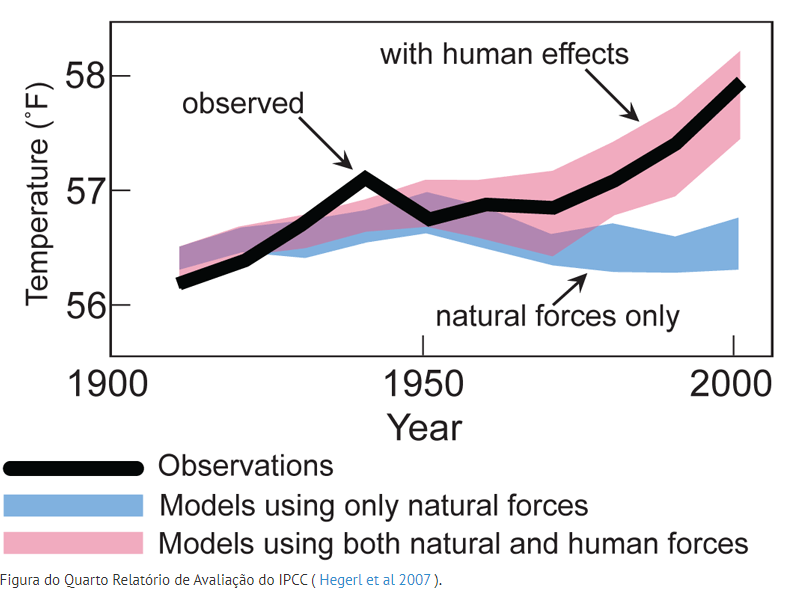 with human effects
observed
58
57
56
Temperature (˚F)
natural forces only
1900 1950 2000
Year
Observations
Models using only natural forces
Models using both natural and human forces
Figura do Quarto Relatório de Avaliação do IPCC ( Hegerl et al 2007 ).